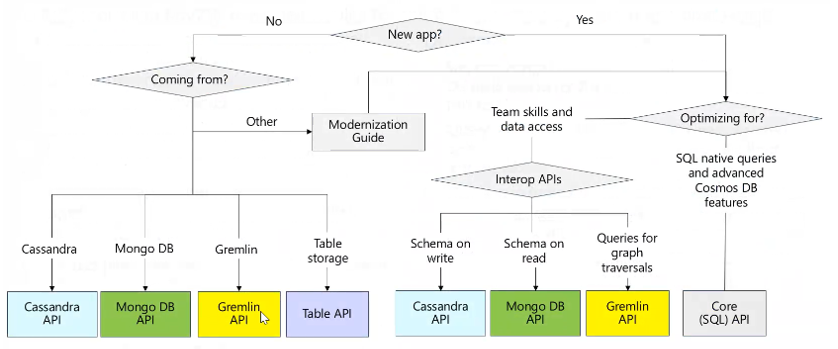 No
New app?
Yes
Coming from?
Other
Modernization
Guide
Team skills and
data access
Optimizing for?
Interop APIs
SQL native queries
and advanced
Cosmos DB
features
Cassandra
Mongo DB
Gremlin
Table
storage
Schema on
write
Schema on
read
Queries for
graph
traversals
Cassandra
API
Mongo DB
API
Gremlin
API
Table API
Cassandra
API
Mongo DB
API
Gremlin
API
Core
(SQL) API